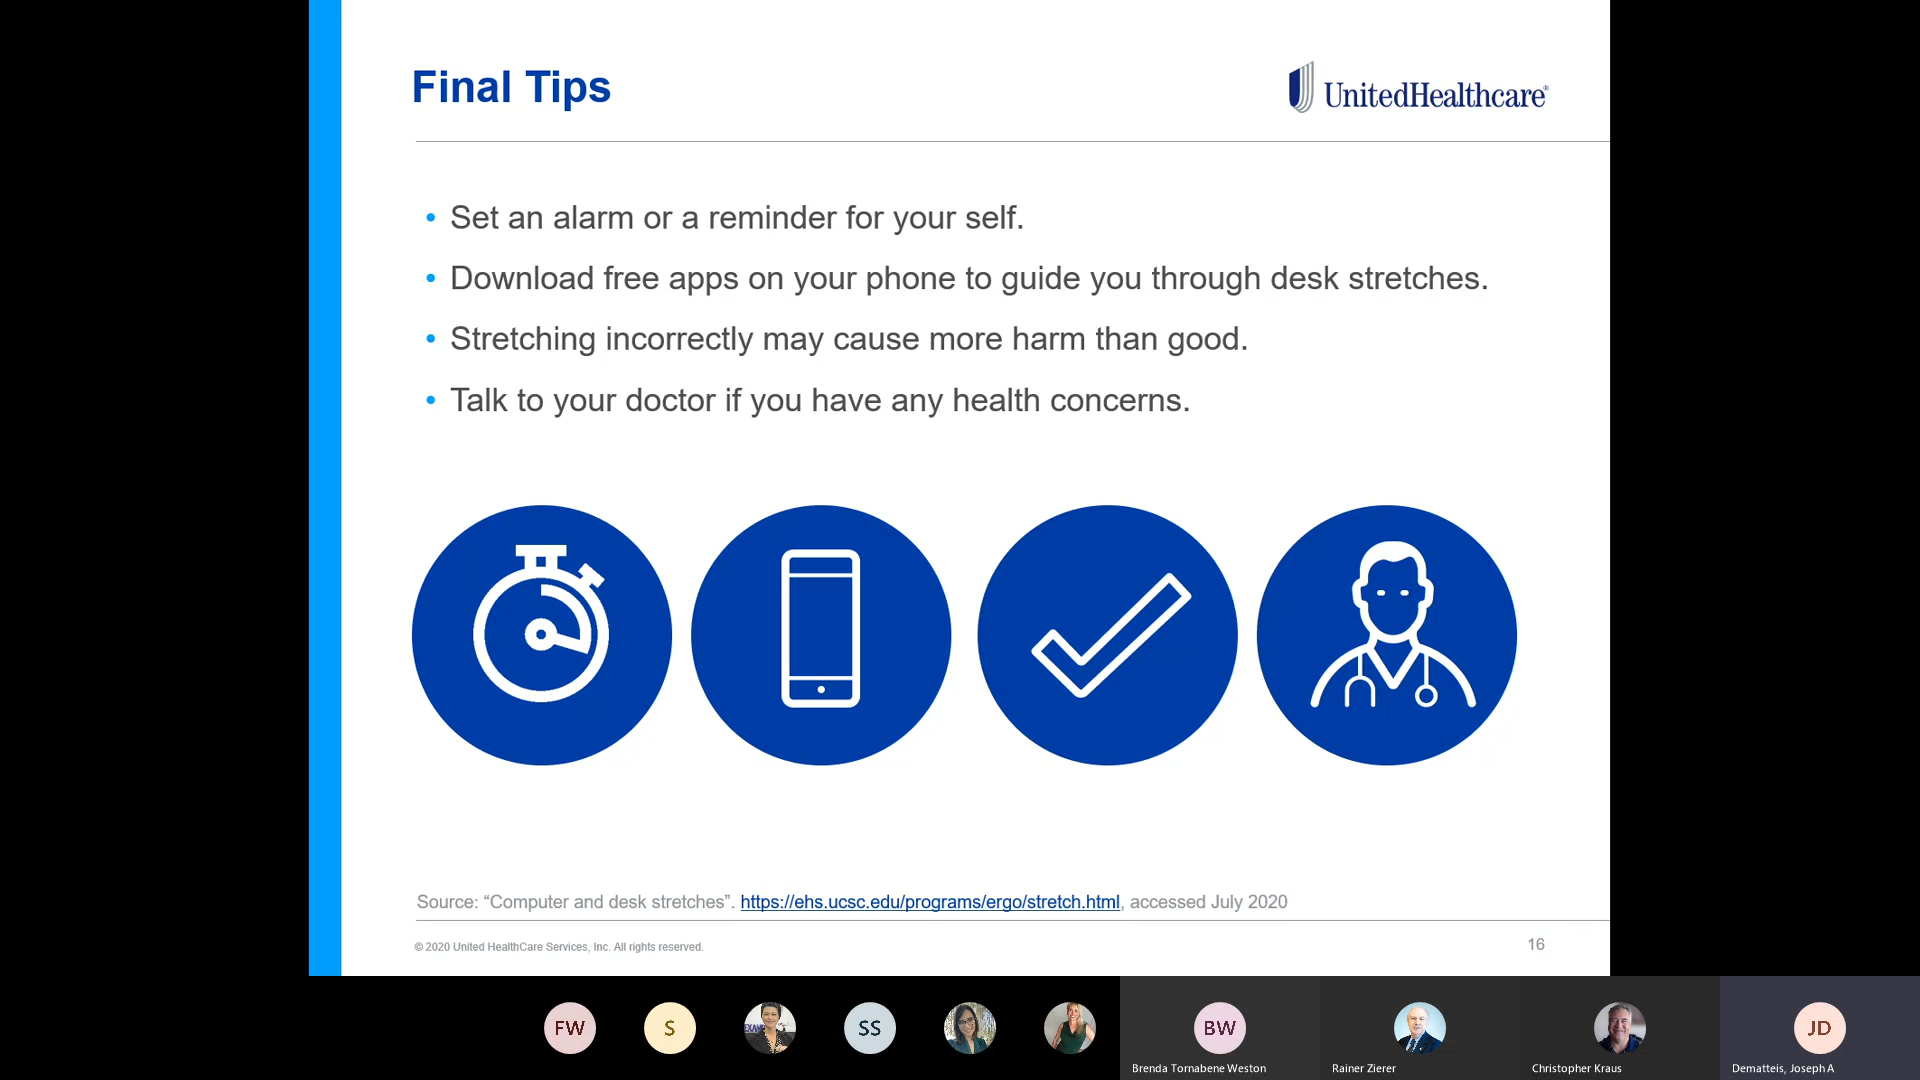 Final Tips
UnitedHealthcare®
• Set an alarm or a reminder for your self.
• Download free apps on your phone to guide you through desk stretches.
• Stretching incorrectly may cause more harm than good.
• Talk to your doctor if you have any health concerns.
Source: “Computer and desk stretches”. https://ehs.ucsc.edu/programs/ergo/stretch.html, accessed July 2020
© 2020 United HealthCare Services, Inc. All rights reserved.
16
FW
S
SS
BW
JD
Brenda Tornabene Weston
Rainer Zierer
Christopher Kraus
Dematteis, Joseph A